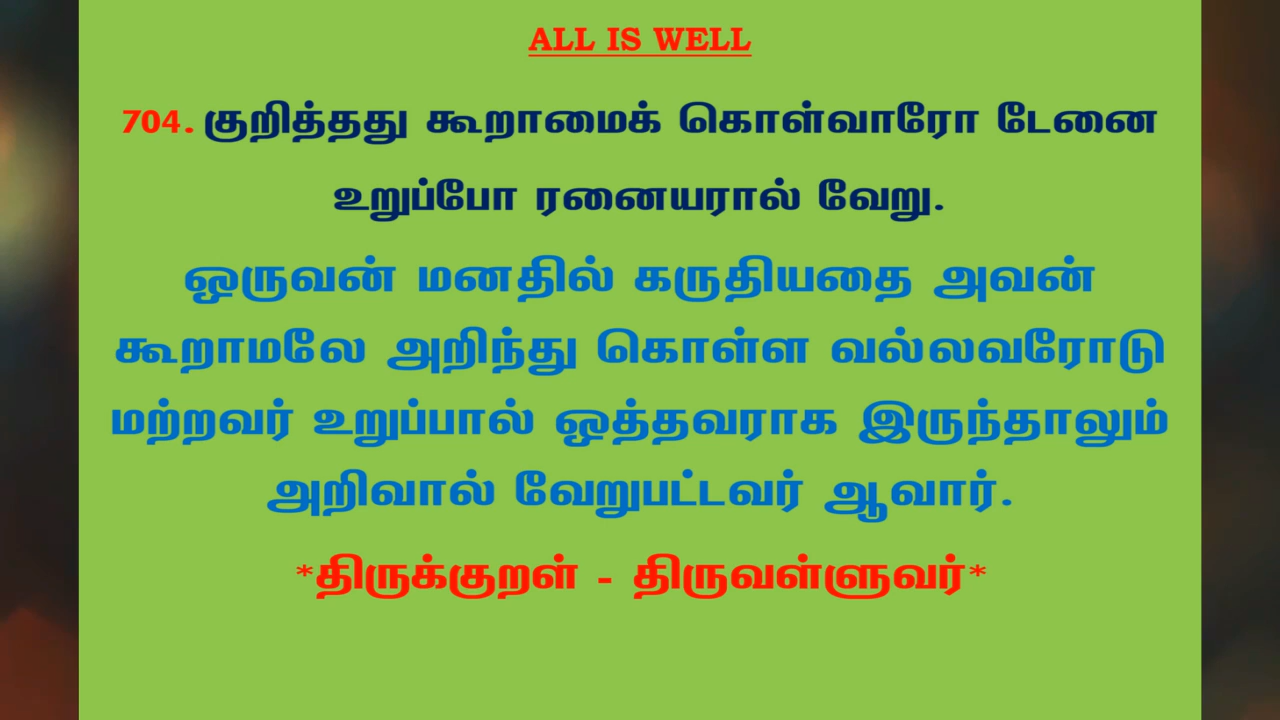 ALL IS WELL
704. குறித்தது கூறாமைக் கொள்வாரோ டேனை
உறுப்போ ரனையரால் வேறு.
ஒருவன் மனதில் கருதியதை அவன்
கூறாமலே அறிந்து கொள்ள வல்லவரோடு
மற்றவர் உறுப்பால் ஒத்தவராக இருந்தாலும்
அறிவால் வேறுபட்டவர் ஆவார்.
*திருக்குறள் - திருவள்ளுவர்*